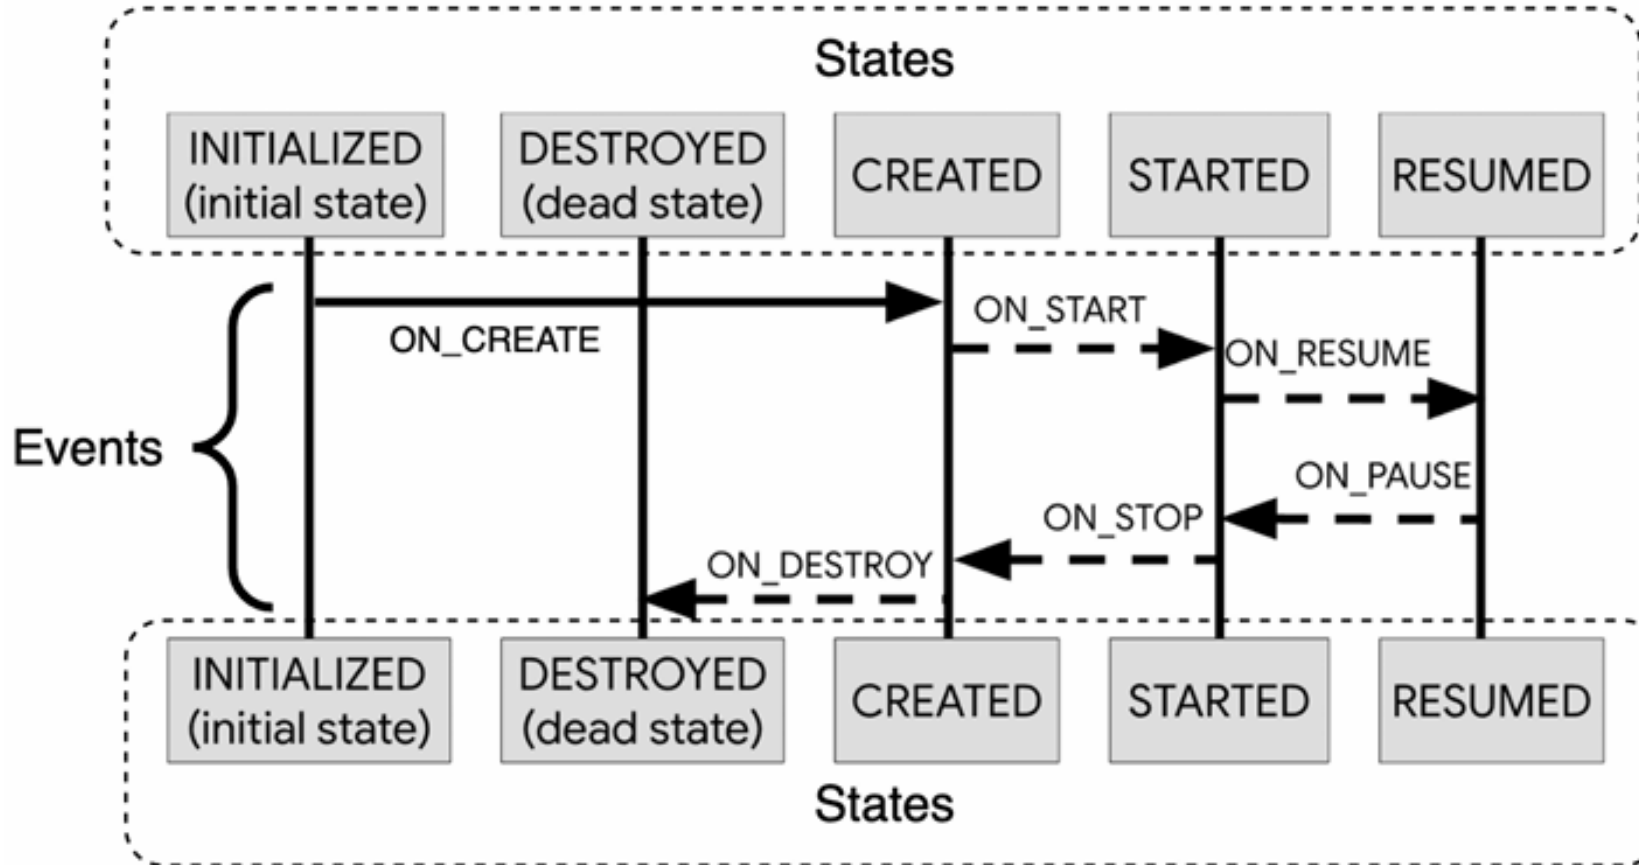 States
INITIALIZED
(initial state)
DESTROYED
(dead state)
CREATED
STARTED
RESUMED
ON_CREATE
ON_START
ON_RESUME
Events
ON_PAUSE
ON_STOP
ON_DESTROY
INITIALIZED
(initial state)
DESTROYED
(dead state)
CREATED
STARTED
RESUMED
States